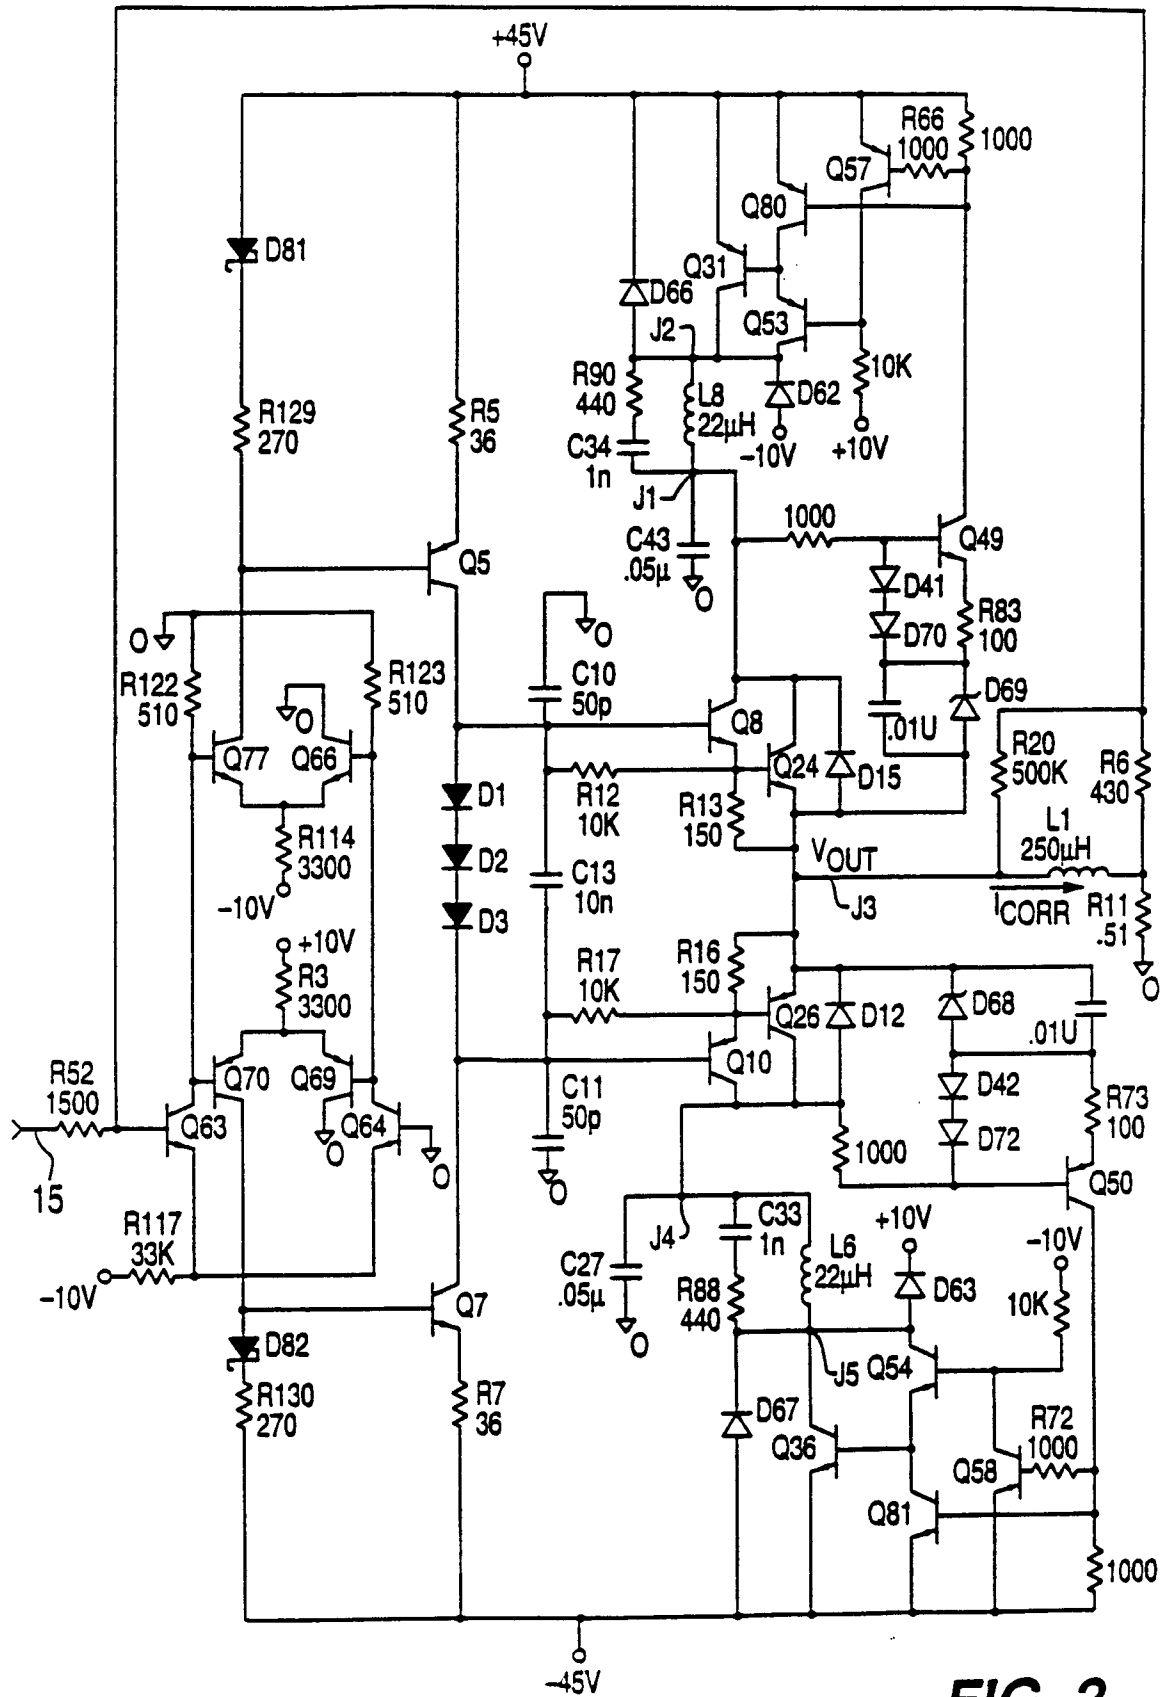 +45V
R66
1000
1000
Q57
Q80
D81
Q31
D66
Q53
J2
10K
R90
440
L8
22µH
D62
R129
270
R5
36
C34
1n
-10V
+10V
J1
1000
Q49
C43
.05µ
Q5
D41
O
R83
100
D70
O
O
R122
510
R123
510
C10
50p
D69
O
Q8
.01U
Q77
Q66
Q24
D15
R20
500K
R6
430
D1
R12
10K
R13
150
R114
3300
L1
250µH
D2
VOUT
C13
10n
-10V
J3
ICORR
R11
.51
D3
+10V
R16
150
R3
3300
R17
10K
O
Q26
D12
D68
.01U
R52
1500
Q70
Q69
Q10
C11
50p
D42
R73
100
Q63
Q64
O
D72
1000
15
O
O
Q50
R117
33K
C33
1n
+10V
-10V
J4
L6
22µH
C27
.05µ
-10V
R88
440
D63
10K
Q7
O
D82
J5
Q54
R130
270
R7
36
D67
R72
1000
Q36
Q58
Q81
1000
-45V
FIG. 2